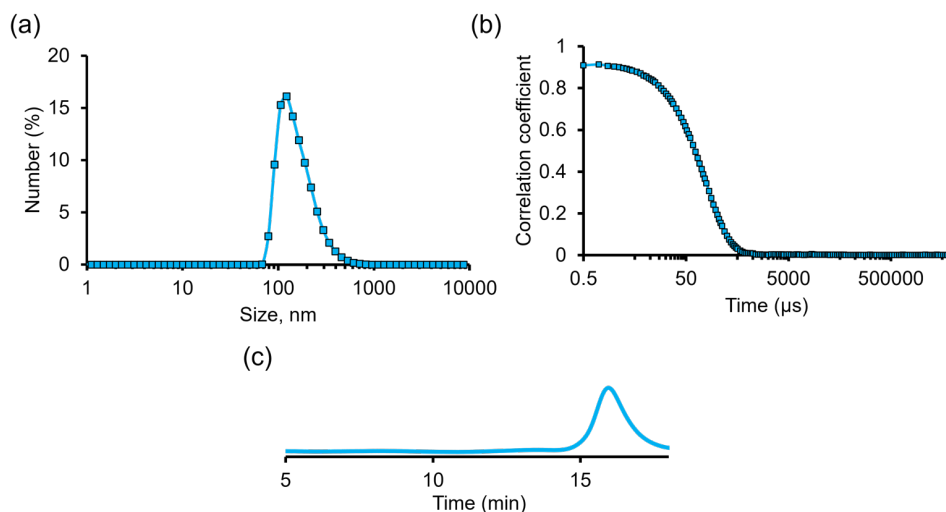 (a)
20
15
10
5
0
Number (%)
1 10 100 1000 10000
Size, nm
(b)
1
0.8
0.6
0.4
0.2
0
Correlation coefficient
0.5 50 5000 500000
Time (µs)
(c)
5 10 15
Time (min)